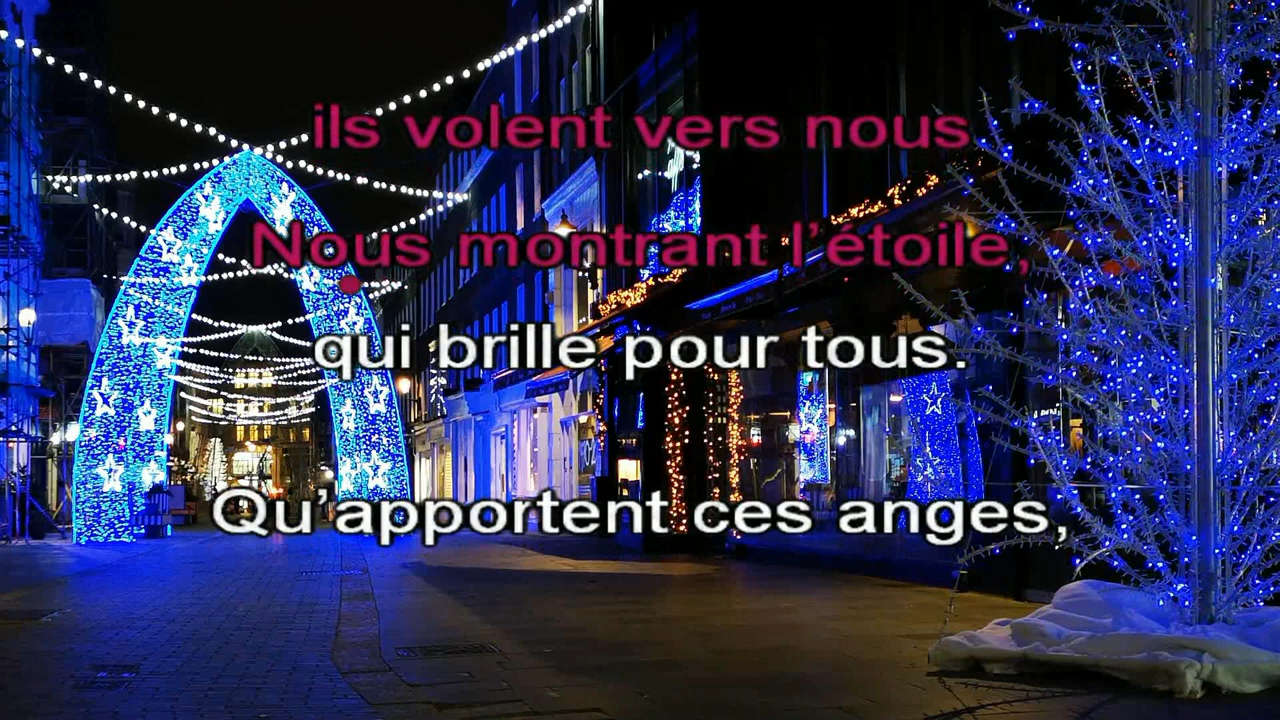 ils volent vers nous
Nous montrant l’étoile,
qui brille pour tous.
Qu’apportent ces anges,